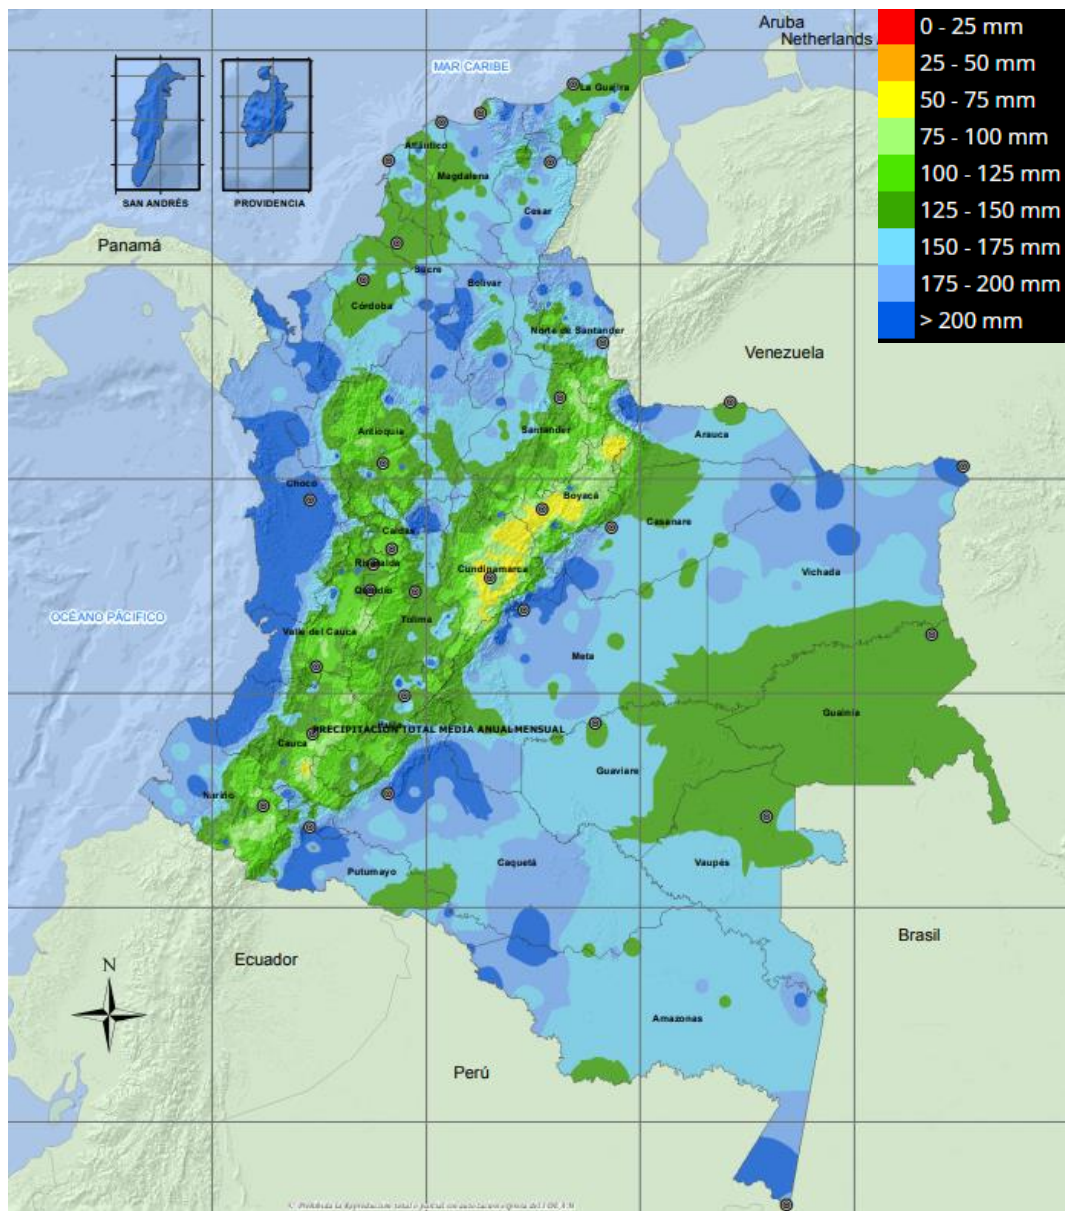 Aruba
Netherlands
0 - 25 mm
25 - 50 mm
50 - 75 mm
75 - 100 mm
100 - 125 mm
125 - 150 mm
150 - 175 mm
175 - 200 mm
> 200 mm
MAR CARIBE
La Guajira
Atlántico
Magdalena
SAN ANDRÉS
PROVIDENCIA
Cesar
Panamá
Sucre
Bolívar
Córdoba
Norte de Santander
Venezuela
Antioquia
Santander
Arauca
Chocó
Boyacá
Casanare
Caldas
Risaralda
Cundinamarca
Vichada
Quindío
OCÉANO PÁCIFICO
Tolima
Valle del Cauca
Meta
Guainía
PRECIPITACIÓN TOTAL MEDIA ANUALMENSUAL
Cauca
Guaviare
Nariño
Putumayo
Caquetá
Vaupés
Brasil
Ecuador
N
Amazonas
Perú